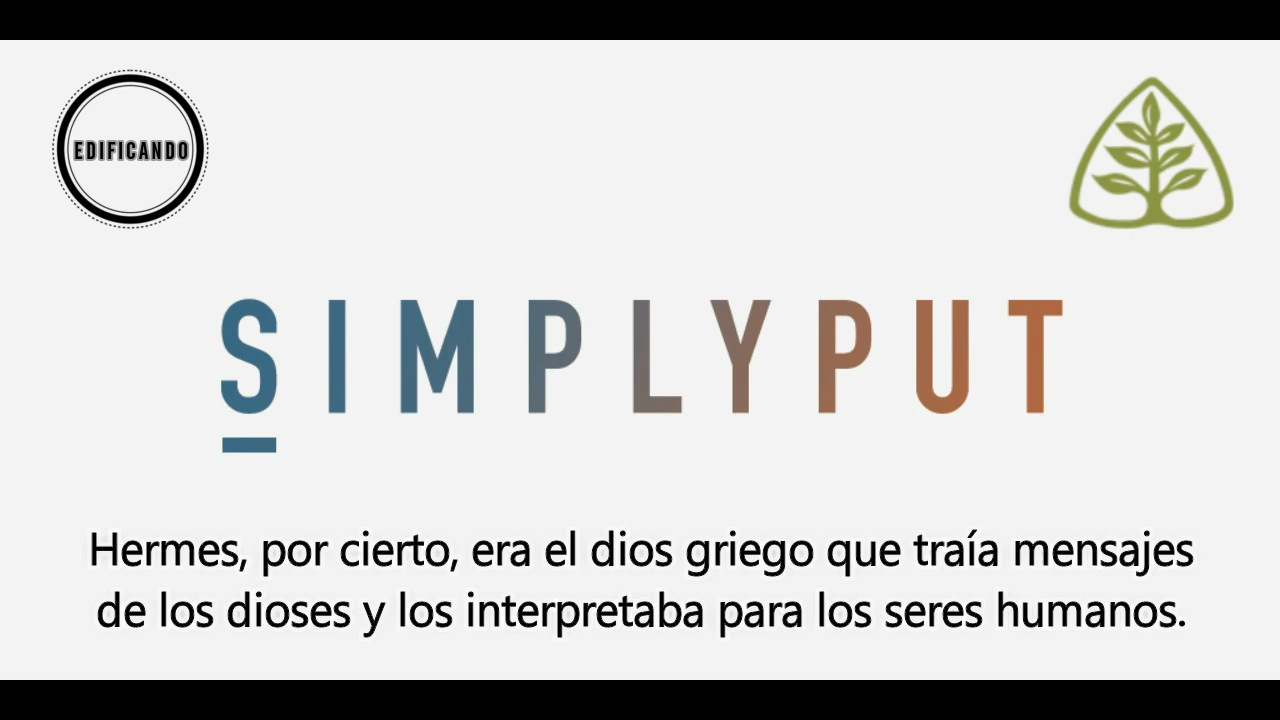 EDIFICANDO
SIMPLYPUT
Hermes, por cierto, era el dios griego que traía mensajes
de los dioses y los interpretaba para los seres humanos.